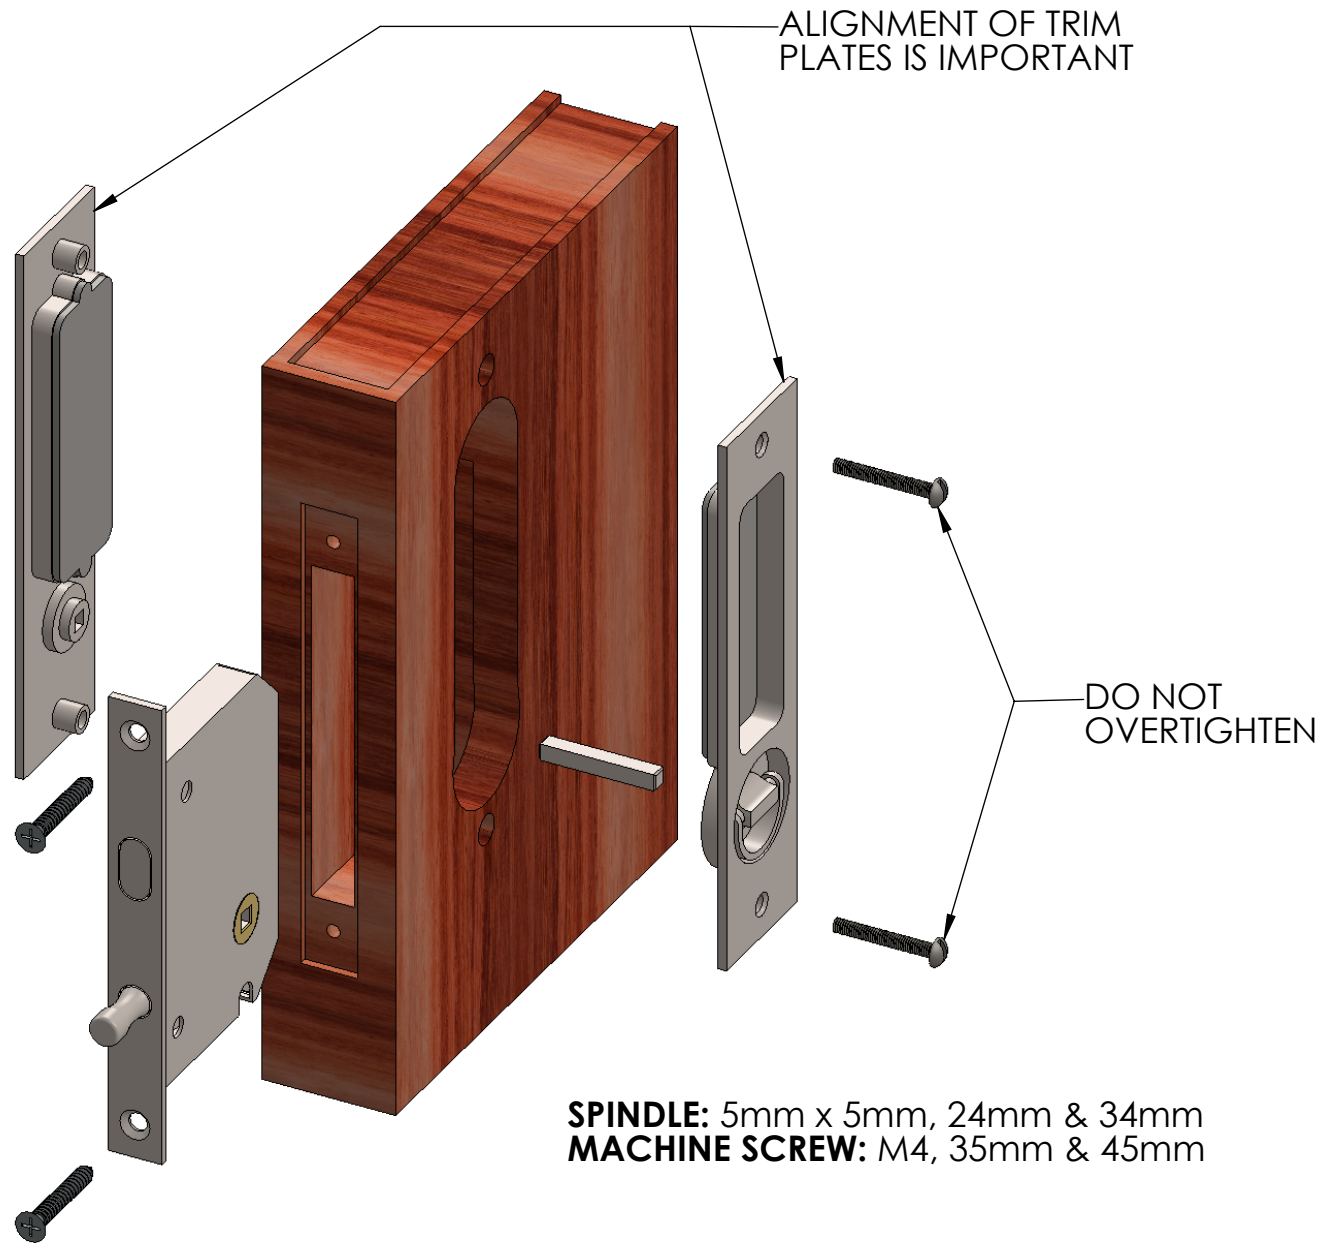 ALIGNMENT OF TRIM
PLATES IS IMPORTANT
DO NOT
OVERTIGHTEN
SPINDLE: 5mm x 5mm, 24mm & 34mm
MACHINE SCREW: M4, 35mm & 45mm